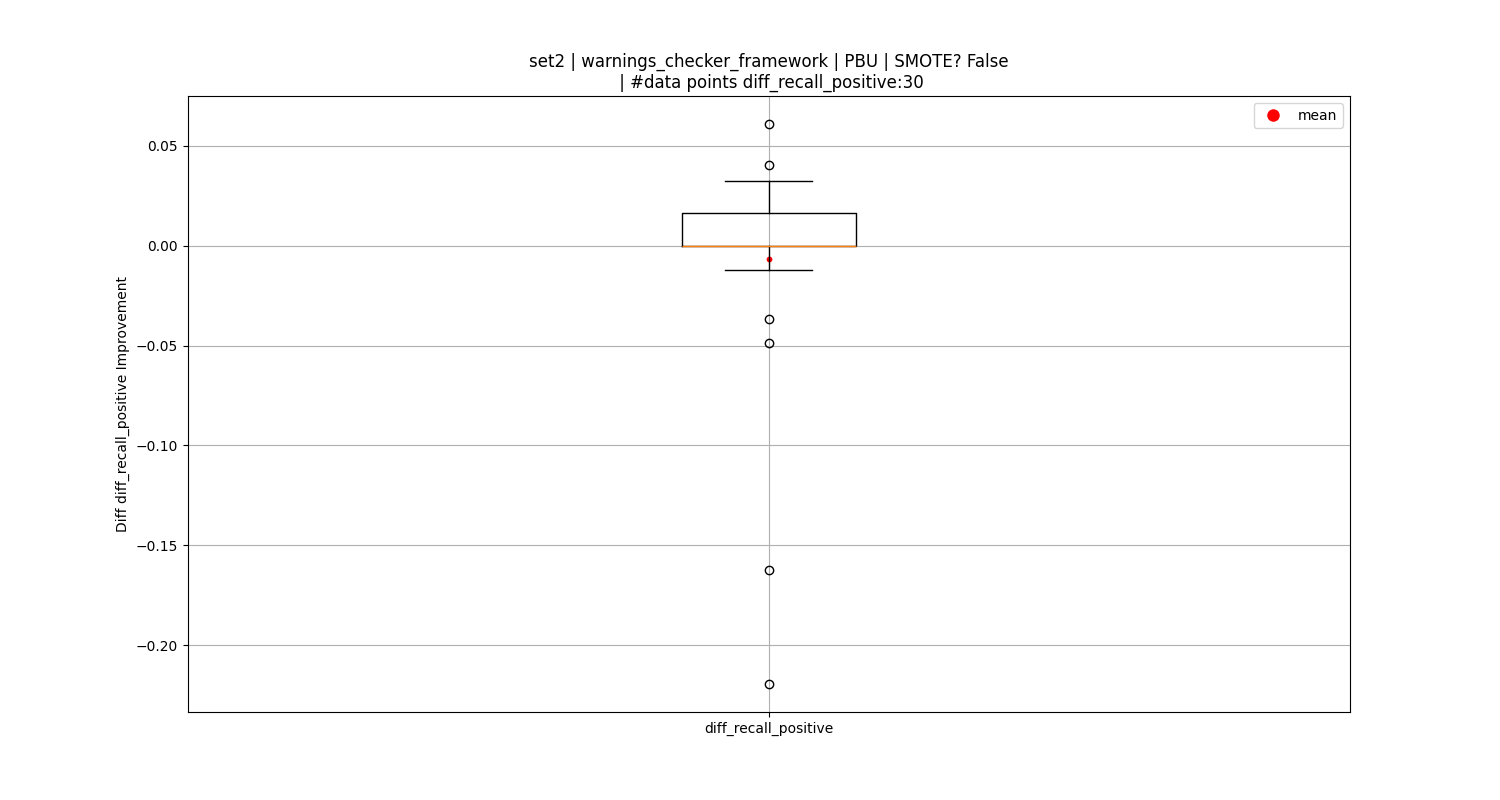 set2 | warnings_checker_framework | PBU | SMOTE? False
| #data points diff_recall_positive:30
mean
0.05
0.00
−0.05
−0.10
−0.15
−0.20
Diff diff_recall_positive Improvement
diff_recall_positive